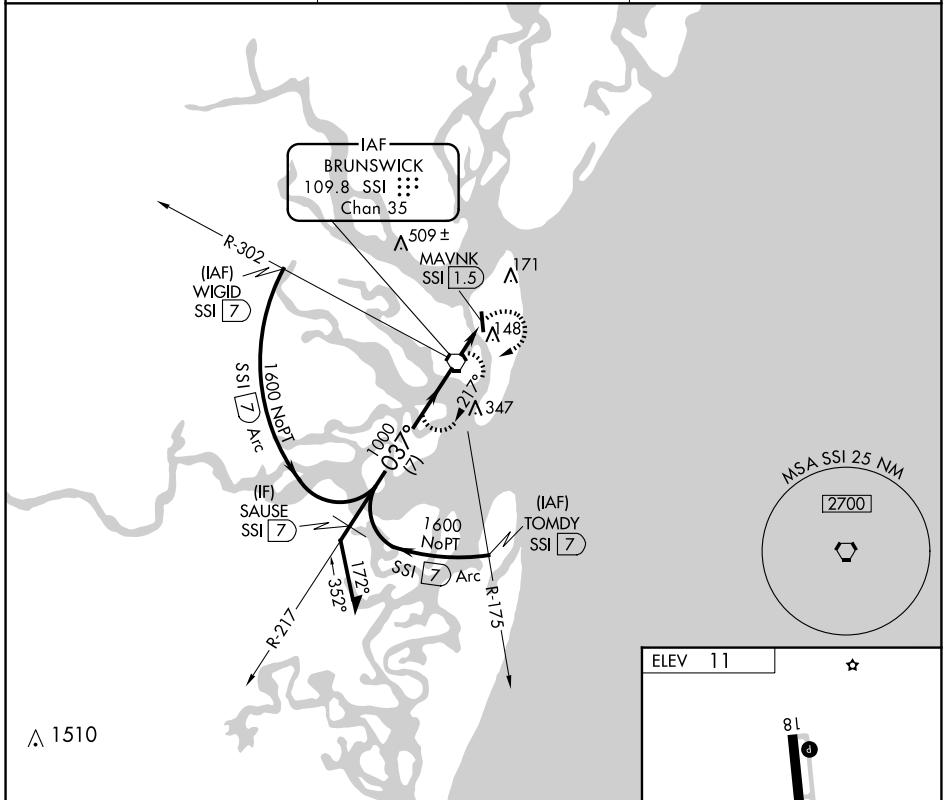 IAF
BRUNSWICK
109.8 SSI
Chan 35
R-302
509 ±
MAVNK
SSI 1.5
171
(IAF)
WIGID
SSI 7
148
1600 NoPT
SSI 7 Arc
217°
347
1000
037°
(7)
(IF)
SAUSE
SSI 7
1600
NoPT
SSI 7 Arc
(IAF)
TOMDY
SSI 7
172°
352°
R-217
R-175
MSA SSI 25 NM
2700
1510
ELEV 11
18
P